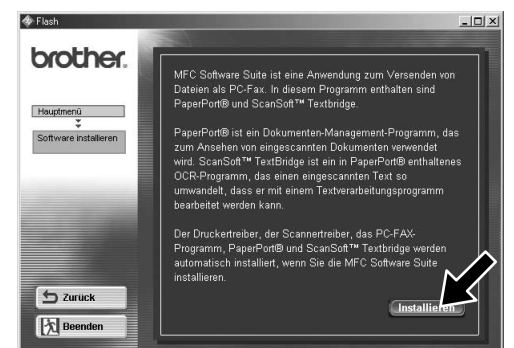 Flash
brother.
Hauptmenü
Software installieren
MFC Software Suite ist eine Anwendung zum Versenden von
Dateien als PC-Fax. In diesem Programm enthalten sind
PaperPort® und ScanSoft™ Textbridge.
PaperPort® ist ein Dokumenten-Management-Programm, das
zum Ansehen von eingescannten Dokumenten verwendet
wird. ScanSoft™ TextBridge ist ein in PaperPort® enthaltenes
OCR-Programm, das einen eingescannten Text so
umwandelt, dass er mit einem Textverarbeitungsprogramm
bearbeitet werden kann.
Der Druckertreiber, der Scannertreiber, das PC-FAX-
Programm, PaperPort® und ScanSoft™ Textbridge werden
automatisch installiert, wenn Sie die MFC Software Suite
installieren.
Installieren
Zurück
Beenden